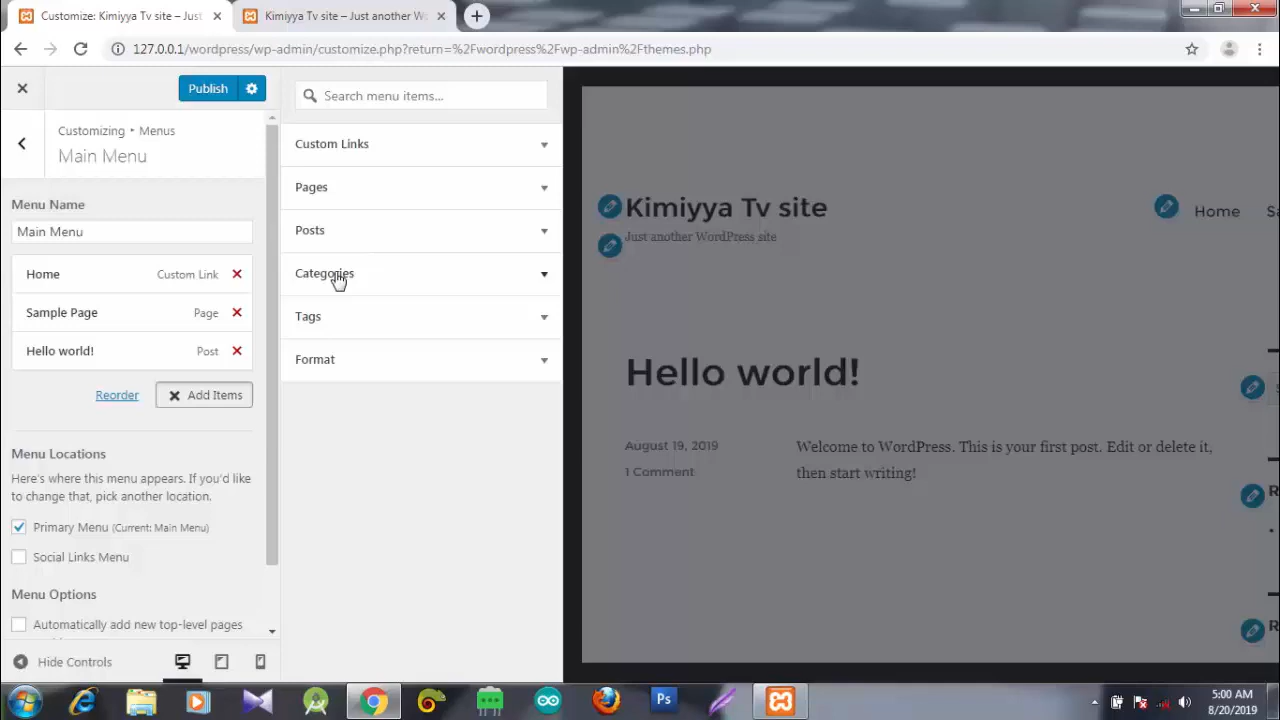 Customize: Kimiyya Tv site – Just
Kimiyya Tv site – Just another Wo
127.0.0.1/wordpress/wp-admin/customize.php?return=%2Fwordpress%2Fwp-admin%2Fthemes.php
Publish
Customizing ‣ Menus
Main Menu
Menu Name
Main Menu
Home Custom Link
Sample Page Page
Hello world! Post
Reorder Add Items
Menu Locations
Here's where this menu appears. If you'd like
to change that, pick another location.
Primary Menu (Current: Main Menu)
Social Links Menu
Menu Options
Automatically add new top-level pages
Hide Controls
Search menu items...
Custom Links
Pages
Posts
Categories
Tags
Format
Kimiyya Tv site
Just another WordPress site
Home Sa
Hello world!
August 19, 2019
1 Comment
Welcome to WordPress. This is your first post. Edit or delete it,
then start writing!
R
R
Ps
5:00 AM
8/20/2019